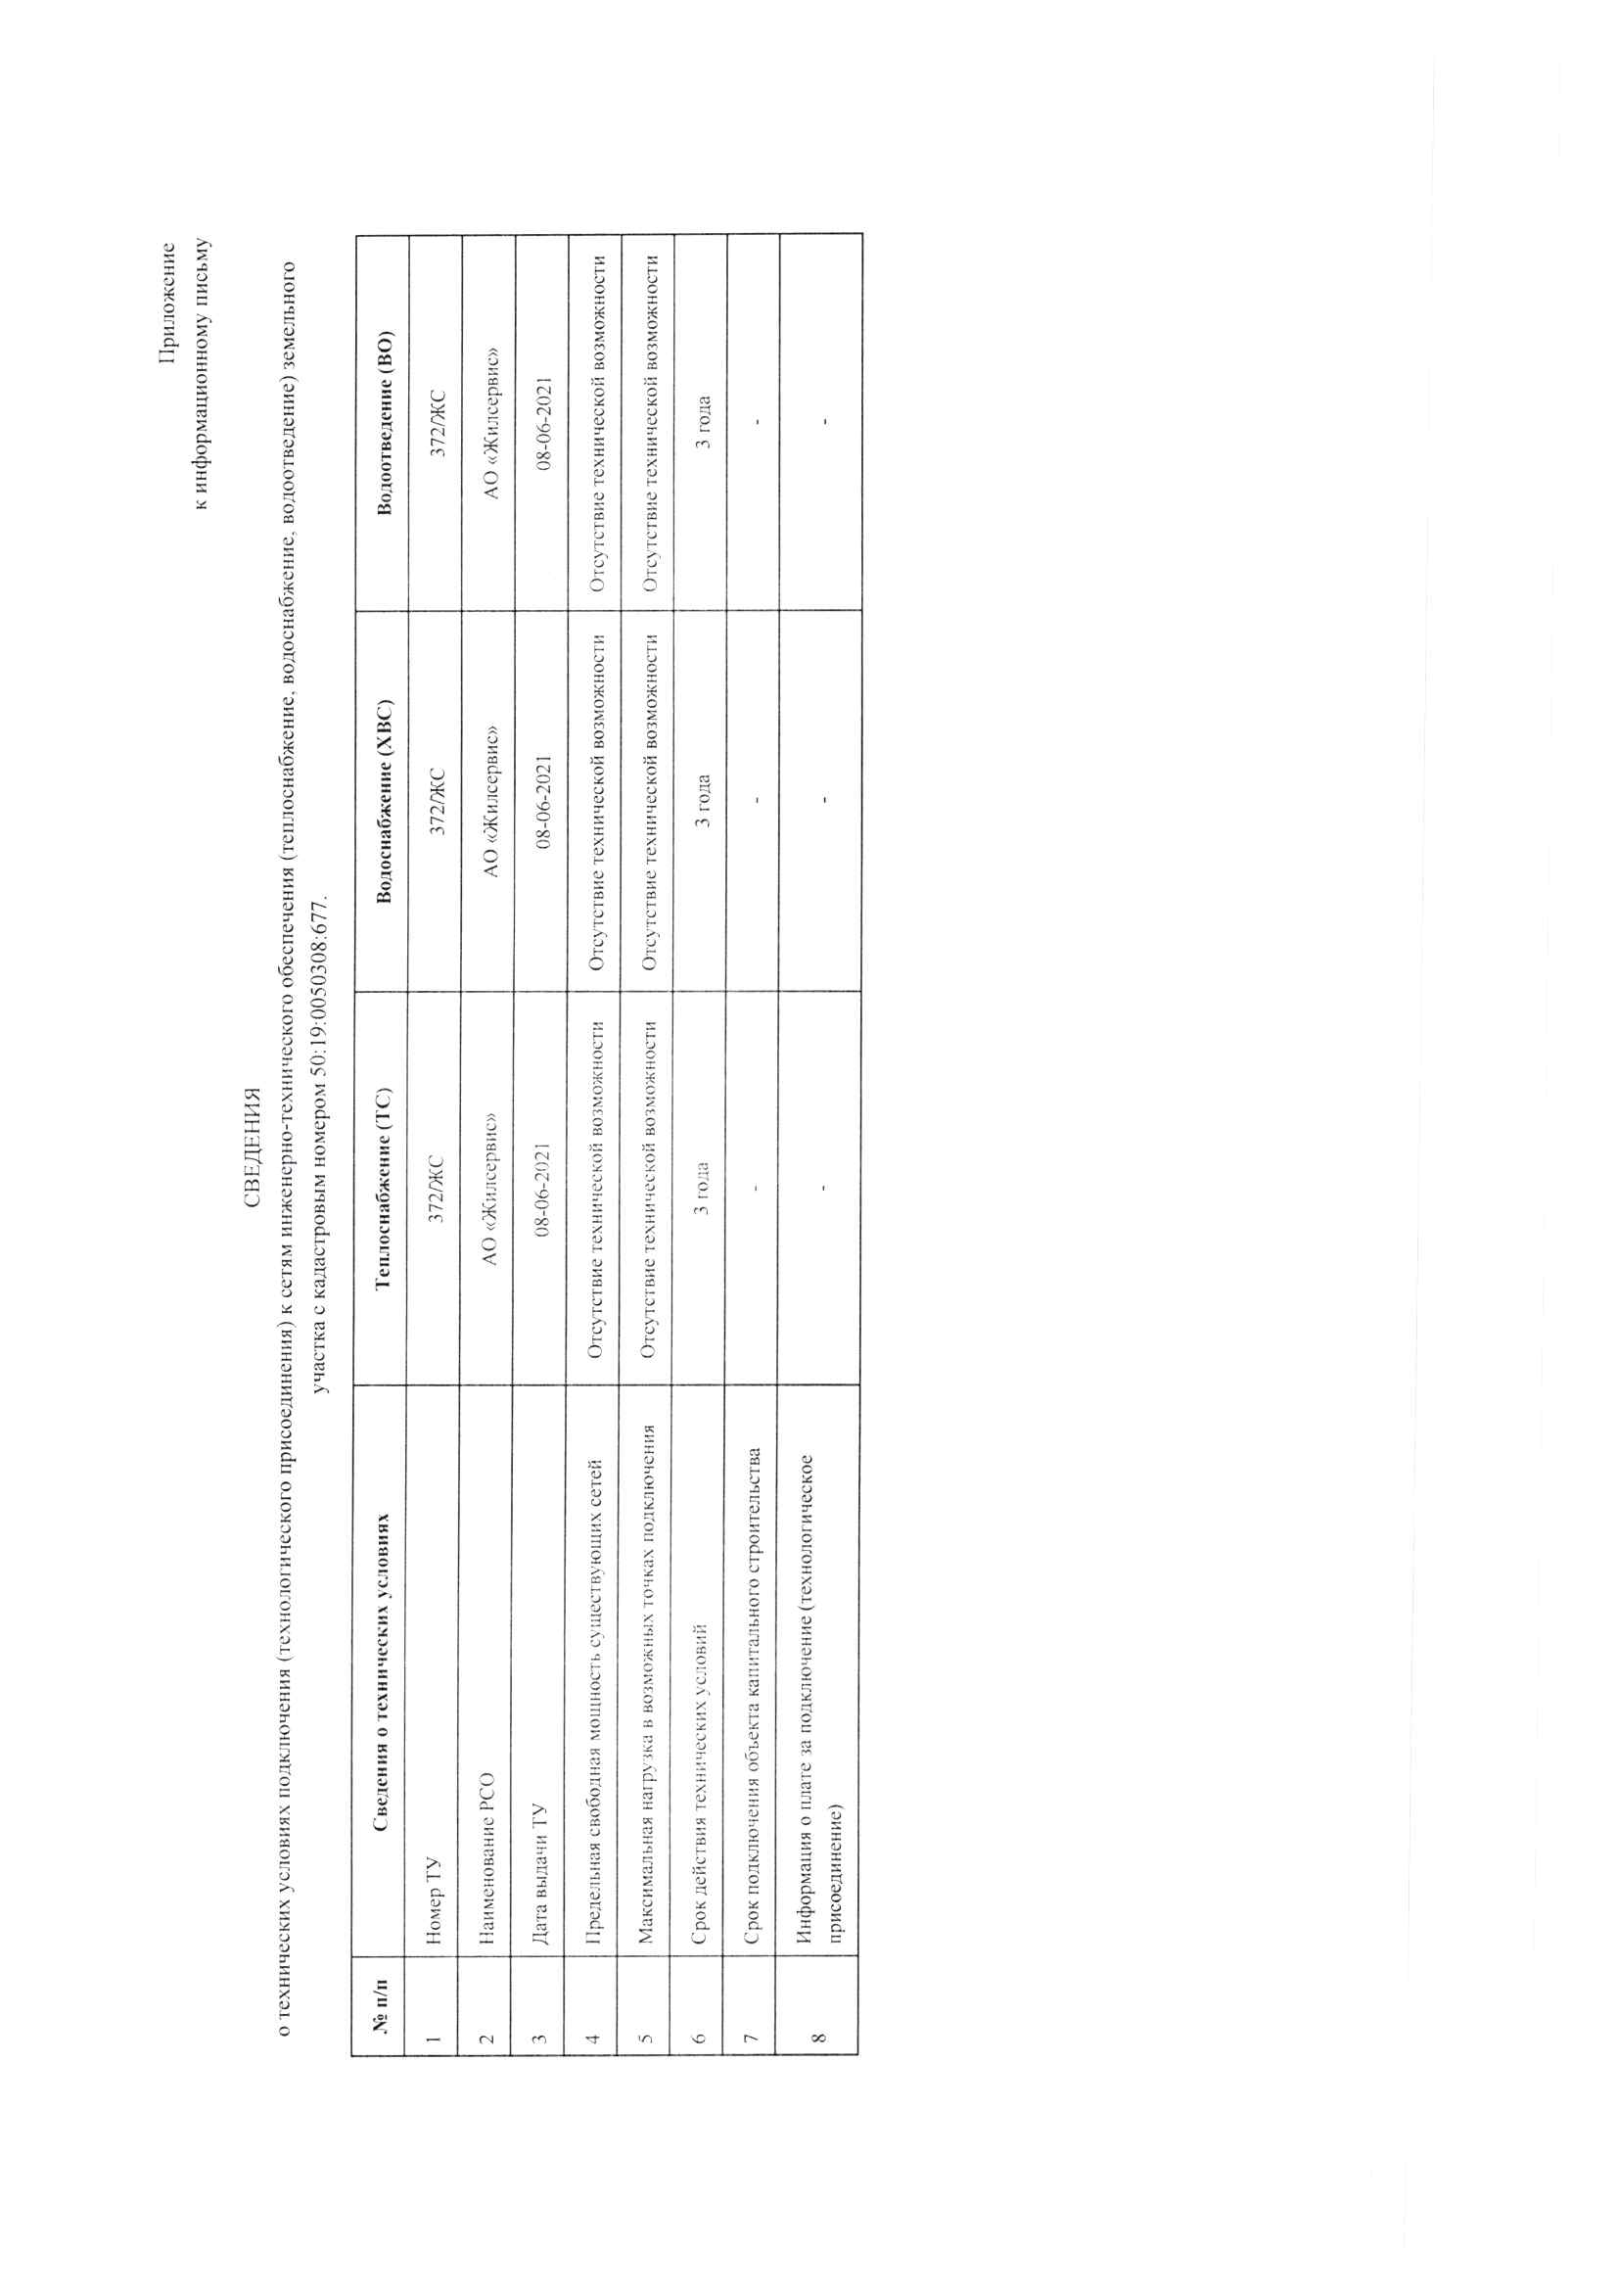 Приложение
к информационному письму
СВЕДЕНИЯ
о технических условиях подключения (технологического присоединения) к сетям инженерно-технического обеспечения (теплоснабжение, водоснабжение, водоотведение) земельного
участка с кадастровым номером 50:19:0050308:677.
№ п/п Сведения о технических условиях Теплоснабжение (ТС) Водоснабжение (ХВС) Водоотведение (ВО)
1 Номер ТУ 372/ЖС 372/ЖС 372/ЖС
2 Наименование РСО АО «Жилсервис» АО «Жилсервис» АО «Жилсервис»
3 Дата выдачи ТУ 08-06-2021 08-06-2021 08-06-2021
4 Предельная свободная мощность существующих сетей Отсутствие технической возможности Отсутствие технической возможности Отсутствие технической возможности
5 Максимальная нагрузка в возможных точках подключения Отсутствие технической возможности Отсутствие технической возможности Отсутствие технической возможности
6 Срок действия технических условий 3 года 3 года 3 года
7 Срок подключения объекта капитального строительства - - -
8 Информация о плате за подключение (технологическое - - -
присоединение)